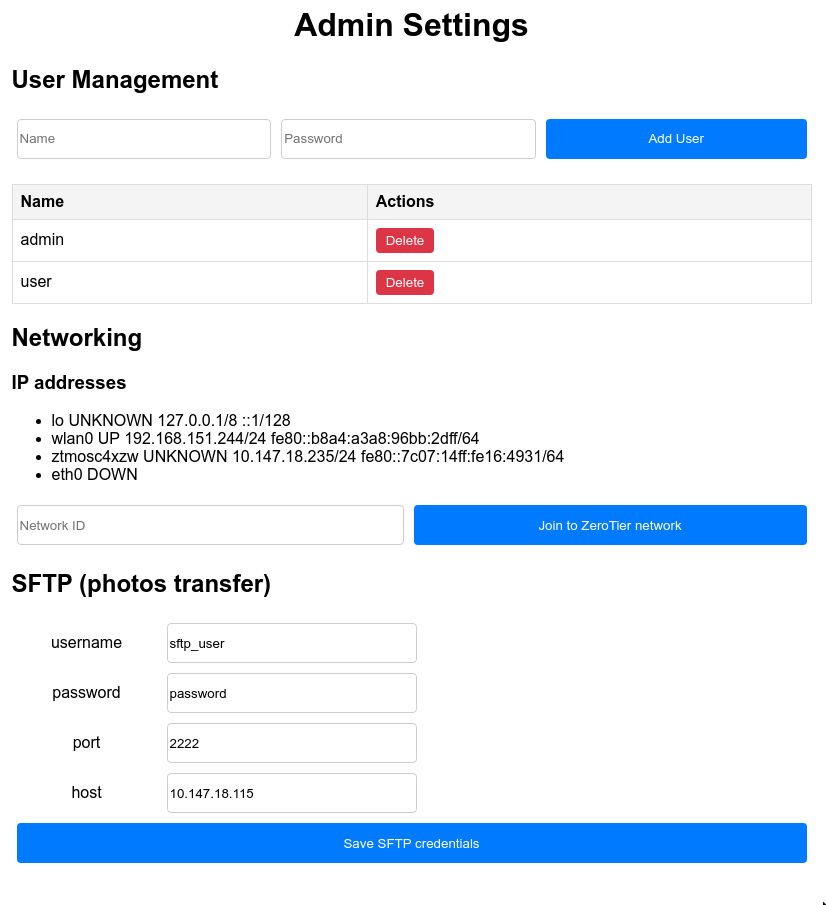 Admin Settings
User Management
Name Password Add User
Name Actions
admin Delete
user Delete
Networking
IP addresses
lo UNKNOWN 127.0.0.1/8 ::1/128
wlan0 UP 192.168.151.244/24 fe80::b8a4:a3a8:96bb:2dff/64
ztmosc4xzw UNKNOWN 10.147.18.235/24 fe80::7c07:14ff:fe16:4931/64
eth0 DOWN
Network ID Join to ZeroTier network
SFTP (photos transfer)
username sftp_user
password password
port 2222
host 10.147.18.115
Save SFTP credentials